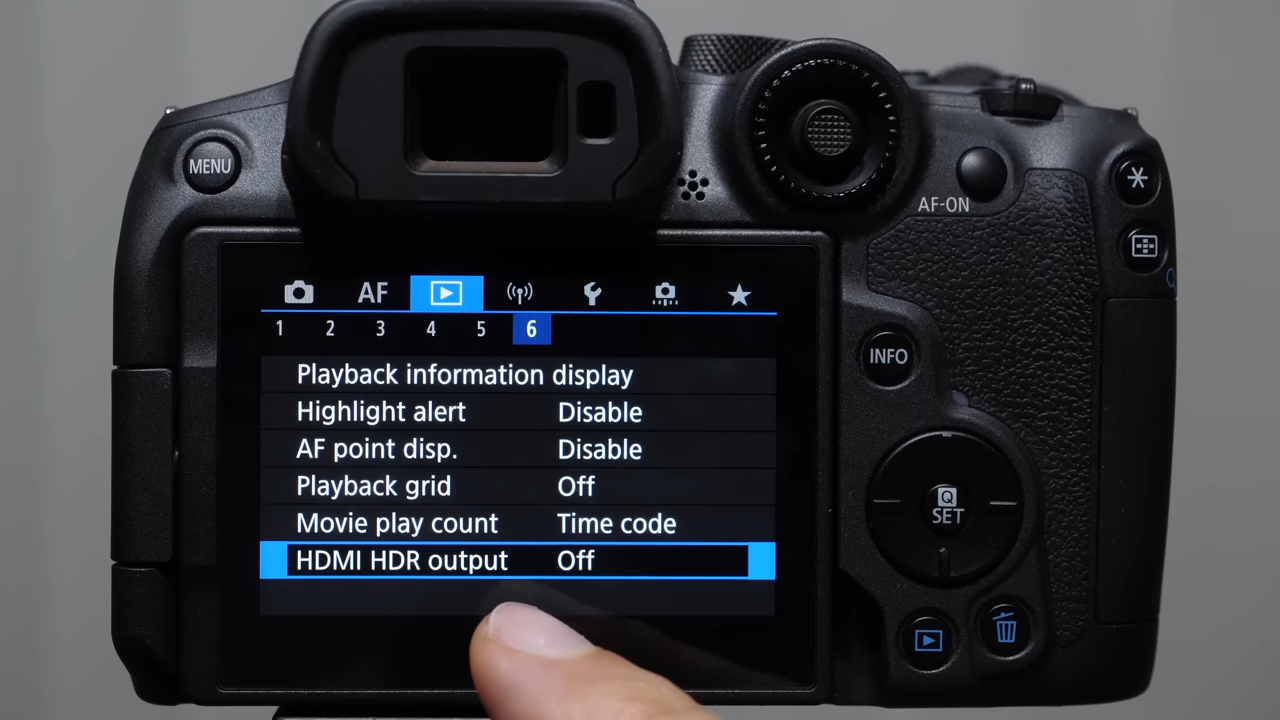 MENU
AF-ON
AF
1 2 3 4 5 6
Playback information display
Highlight alert Disable
AF point disp. Disable
Playback grid Off
Movie play count Time code
HDMI HDR output Off
INFO
Q
SET